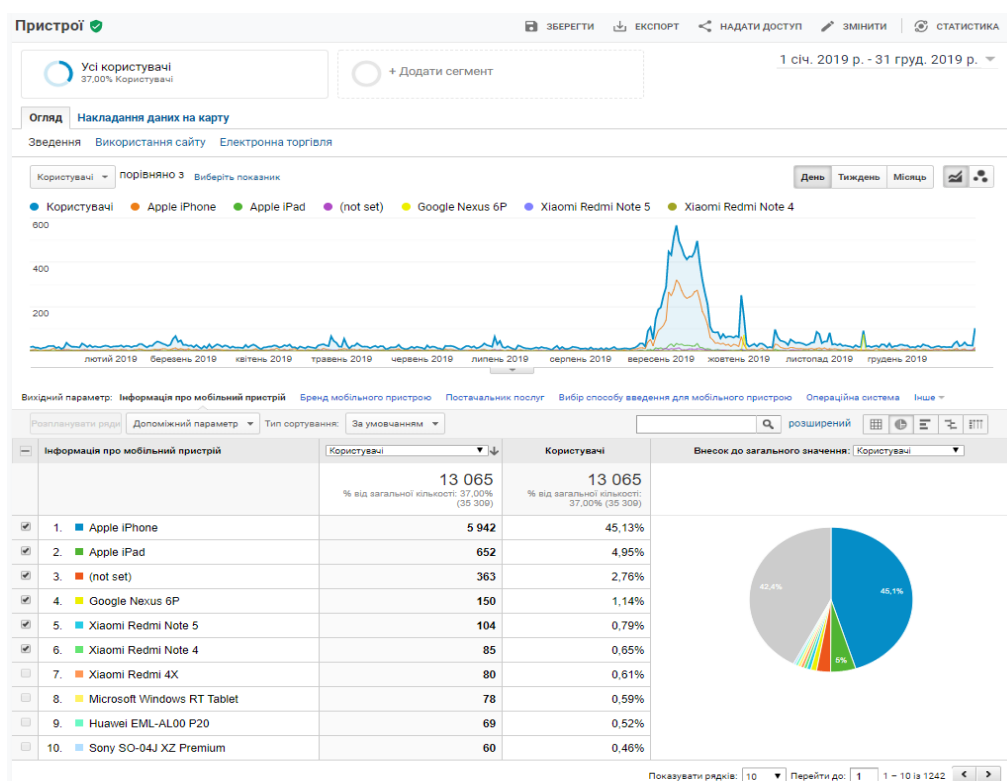 Пристрої
ЗБЕРЕГТИ ЕКСПОРТ НАДАТИ ДОСТУП ЗМІНИТИ СТАТИСТИКА
Усі користувачі
37,00% Користувачі
+ Додати сегмент
1 січ. 2019 р. - 31 груд. 2019 р.
Огляд Накладання даних на карту
Зведення Використання сайту Електронна торгівля
Користувачі порівняно з Виберіть показник
День Тиждень Місяць
Користувачі Apple iPhone Apple iPad (not set) Google Nexus 6P Xiaomi Redmi Note 5 Xiaomi Redmi Note 4
600
400
200
лютий 2019 березень 2019 квітень 2019 травень 2019 червень 2019 липень 2019 серпень 2019 вересень 2019 жовтень 2019 листопад 2019 грудень 2019
Вихідний параметр: Інформація про мобільний пристрій Бренд мобільного пристрою Постачальник послуг Вибір способу введення для мобільного пристрою Операційна система Інше
Розпланувати ряди Допоміжний параметр Тип сортування: За умовчанням розширений
Інформація про мобільний пристрій Користувачі Користувачі Внесок до загального значення: Користувачі
13 065 13 065
% від загальної кількості: 37,00% (35 309) % від загальної кількості: 37,00% (35 309)
1. Apple iPhone 5 942 45,13%
2. Apple iPad 652 4,95%
3. (not set) 363 2,76%
4. Google Nexus 6P 150 1,14%
5. Xiaomi Redmi Note 5 104 0,79%
6. Xiaomi Redmi Note 4 85 0,65%
7. Xiaomi Redmi 4X 80 0,61%
8. Microsoft Windows RT Tablet 78 0,59%
9. Huawei EML-AL00 P20 69 0,52%
10. Sony SO-04J XZ Premium 60 0,46%
42,4%
45,1%
5%
Показувати рядків: 10 Перейти до: 1 1 – 10 із 1242